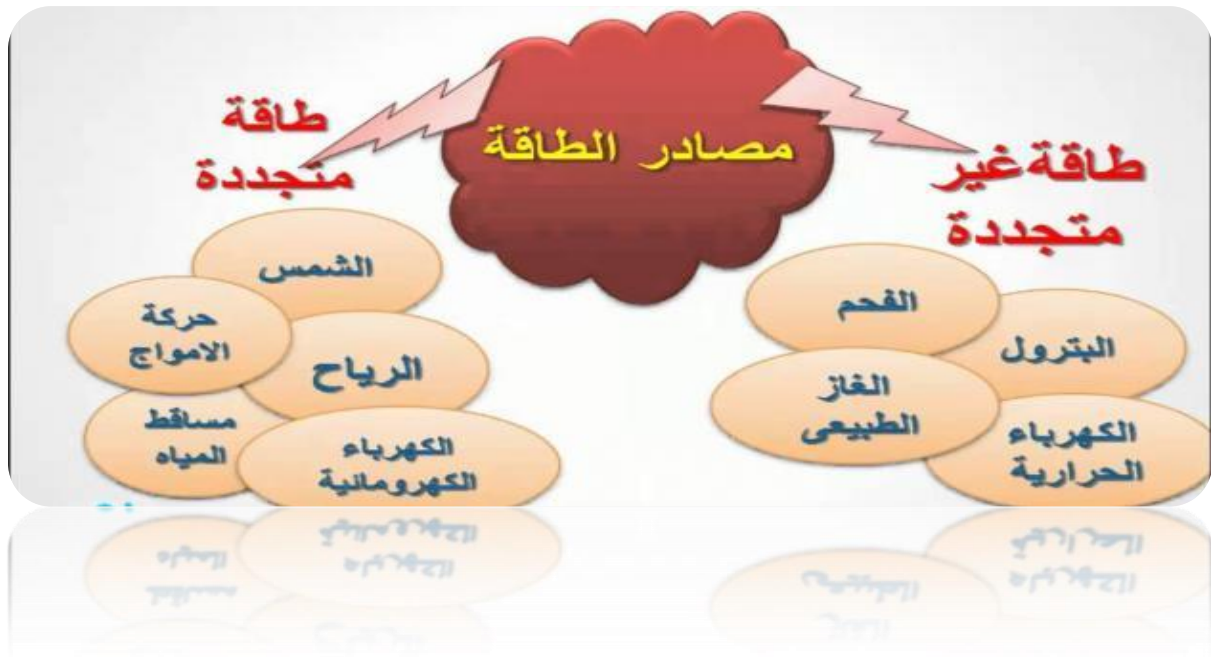 مصادر الطاقة
طاقة غير
متجددة
الفحم
البترول
الغاز
الطبيعى
الكهرباء
الحرارية
طاقة
متجددة
الشمس
حركة
الامواج
الرياح
مساقط
المياه
الكهرباء
الكهرومائية